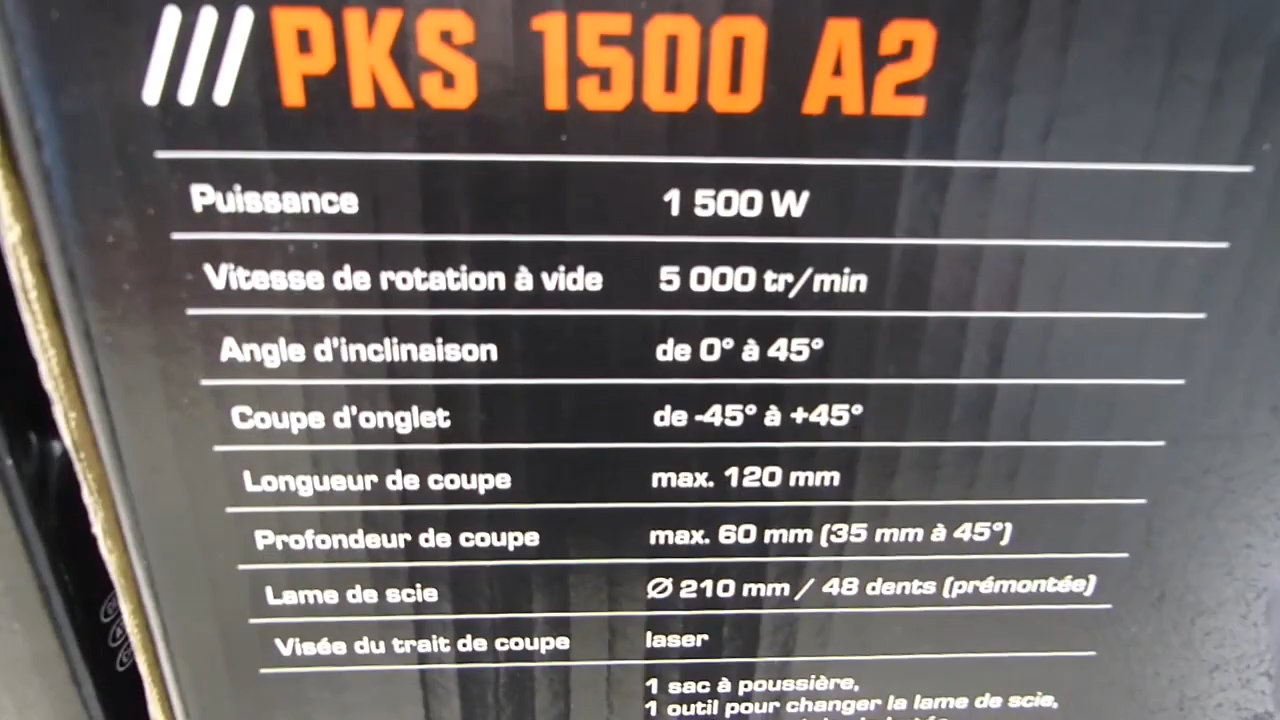 /// PKS 1500 A2
Puissance 1 500 W
Vitesse de rotation à vide 5 000 tr/min
Angle d'inclinaison de 0° à 45°
Coupe d'onglet de -45° à +45°
Longueur de coupe max. 120 mm
Profondeur de coupe max. 60 mm (35 mm à 45°)
Lame de scie Ø 210 mm / 48 dents (prémontée)
Visée du trait de coupe laser
1 sac à poussière,
1 outil pour changer la lame de scie,